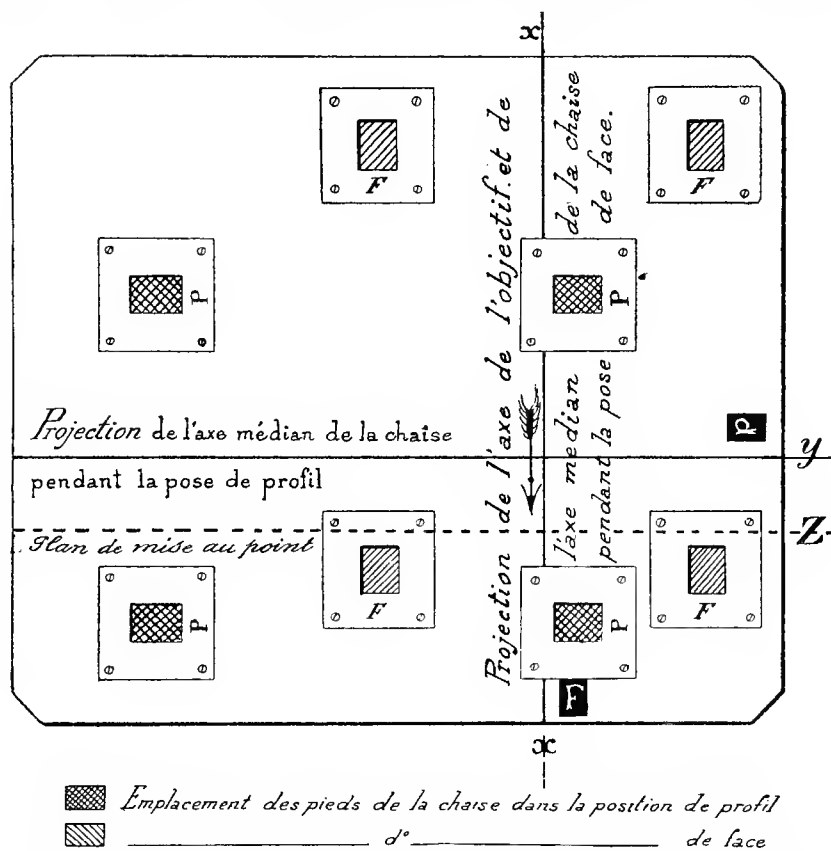 x
F
F
Projection de l'axe de l'objectif et de
l'axe median de la chaise
pendant la pose de face.
P
P
Projection de l'axe médian de la chaise
P
y
pendant la pose de profil
Z
Plan de mise au point
F
F
P
P
F
x
Emplacement des pieds de la chaise dans la position de profil
d° de face